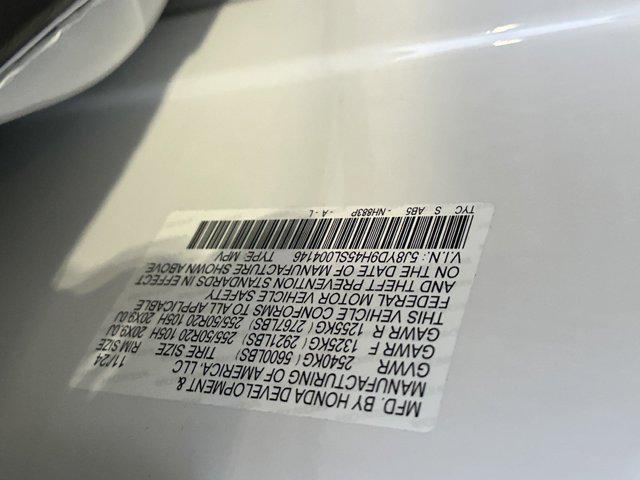 MFD. BY HONDA DEVELOPMENT &
MANUFACTURING OF AMERICA, LLC 11/24
GVWR TIRE SIZE RIM SIZE
2540KG (5600LBS)
GAWR F 1325KG (2921LBS) 255/50R20 105H 20X9.0J
GAWR R 1255KG (2767LBS) 255/50R20 105H 20X9.0J
THIS VEHICLE CONFORMS TO ALL APPLICABLE
FEDERAL MOTOR VEHICLE SAFETY
AND THEFT PREVENTION STANDARDS IN EFFECT
ON THE DATE OF MANUFACTURE SHOWN ABOVE
V.I.N.: 5J8YD9H45SL004146 TYPE: MPV
TYC S AB5 - NH883P - A - L